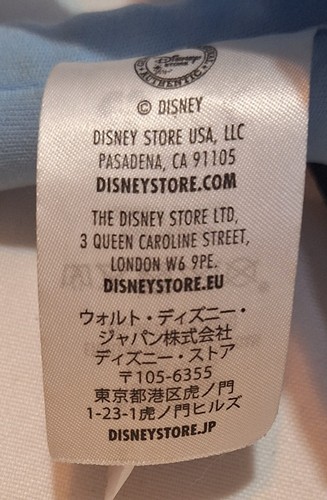 Disney
STORE
AUTHENTIC
© DISNEY
DISNEY STORE USA, LLC
PASADENA, CA 91105
DISNEYSTORE.COM
THE DISNEY STORE LTD,
3 QUEEN CAROLINE STREET,
LONDON W6 9PE.
DISNEYSTORE.EU
ウォルト・ディズニー・
ジャパン株式会社
ディズニー・ストア
〒105-6355
東京都港区虎ノ門
1-23-1虎ノ門ヒルズ
DISNEYSTORE.JP